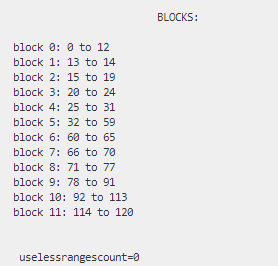 BLOCKS:
block 0: 0 to 12
block 1: 13 to 14
block 2: 15 to 19
block 3: 20 to 24
block 4: 25 to 31
block 5: 32 to 59
block 6: 60 to 65
block 7: 66 to 70
block 8: 71 to 77
block 9: 78 to 91
block 10: 92 to 113
block 11: 114 to 120
uselessrangescount=0